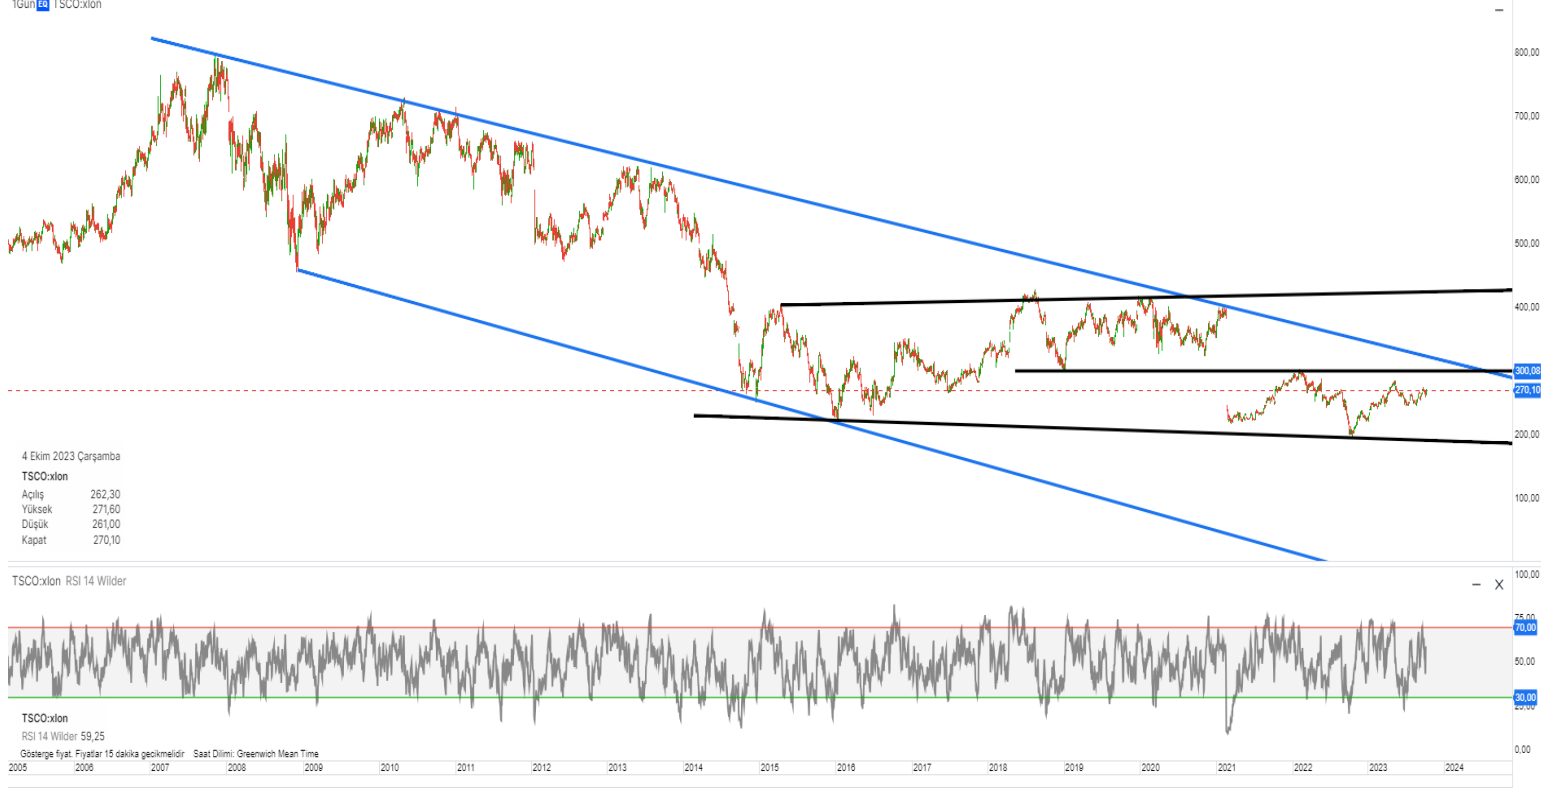 1Gün EQ TSCO:xlon
800,00
700,00
600,00
500,00
400,00
300,08
270,10
200,00
100,00
4 Ekim 2023 Çarşamba
TSCO:xlon
Açılış 262,30
Yüksek 271,60
Düşük 261,00
Kapat 270,10
TSCO:xlon RSI 14 Wilder
100,00
75,00
70,00
50,00
30,00
25,00
0,00
TSCO:xlon
RSI 14 Wilder 59,25
Gösterge fiyat. Fiyatlar 15 dakika gecikmelidir Saat Dilimi: Greenwich Mean Time
2005 2006 2007 2008 2009 2010 2011 2012 2013 2014 2015 2016 2017 2018 2019 2020 2021 2022 2023 2024